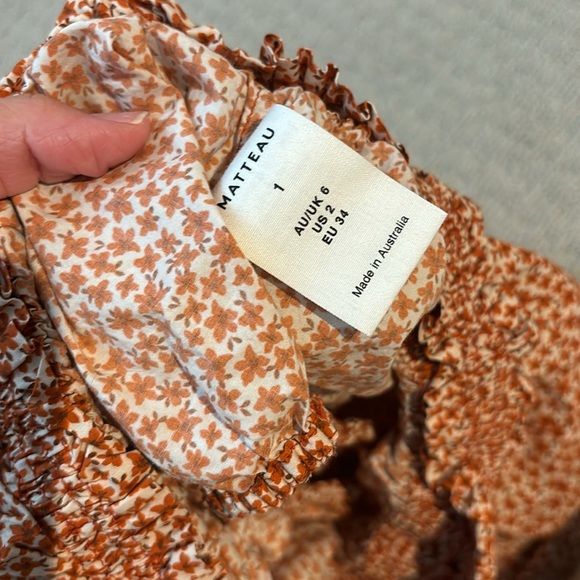 MATTEAU
1
AU/UK 6
US 2
EU 34
Made in Australia